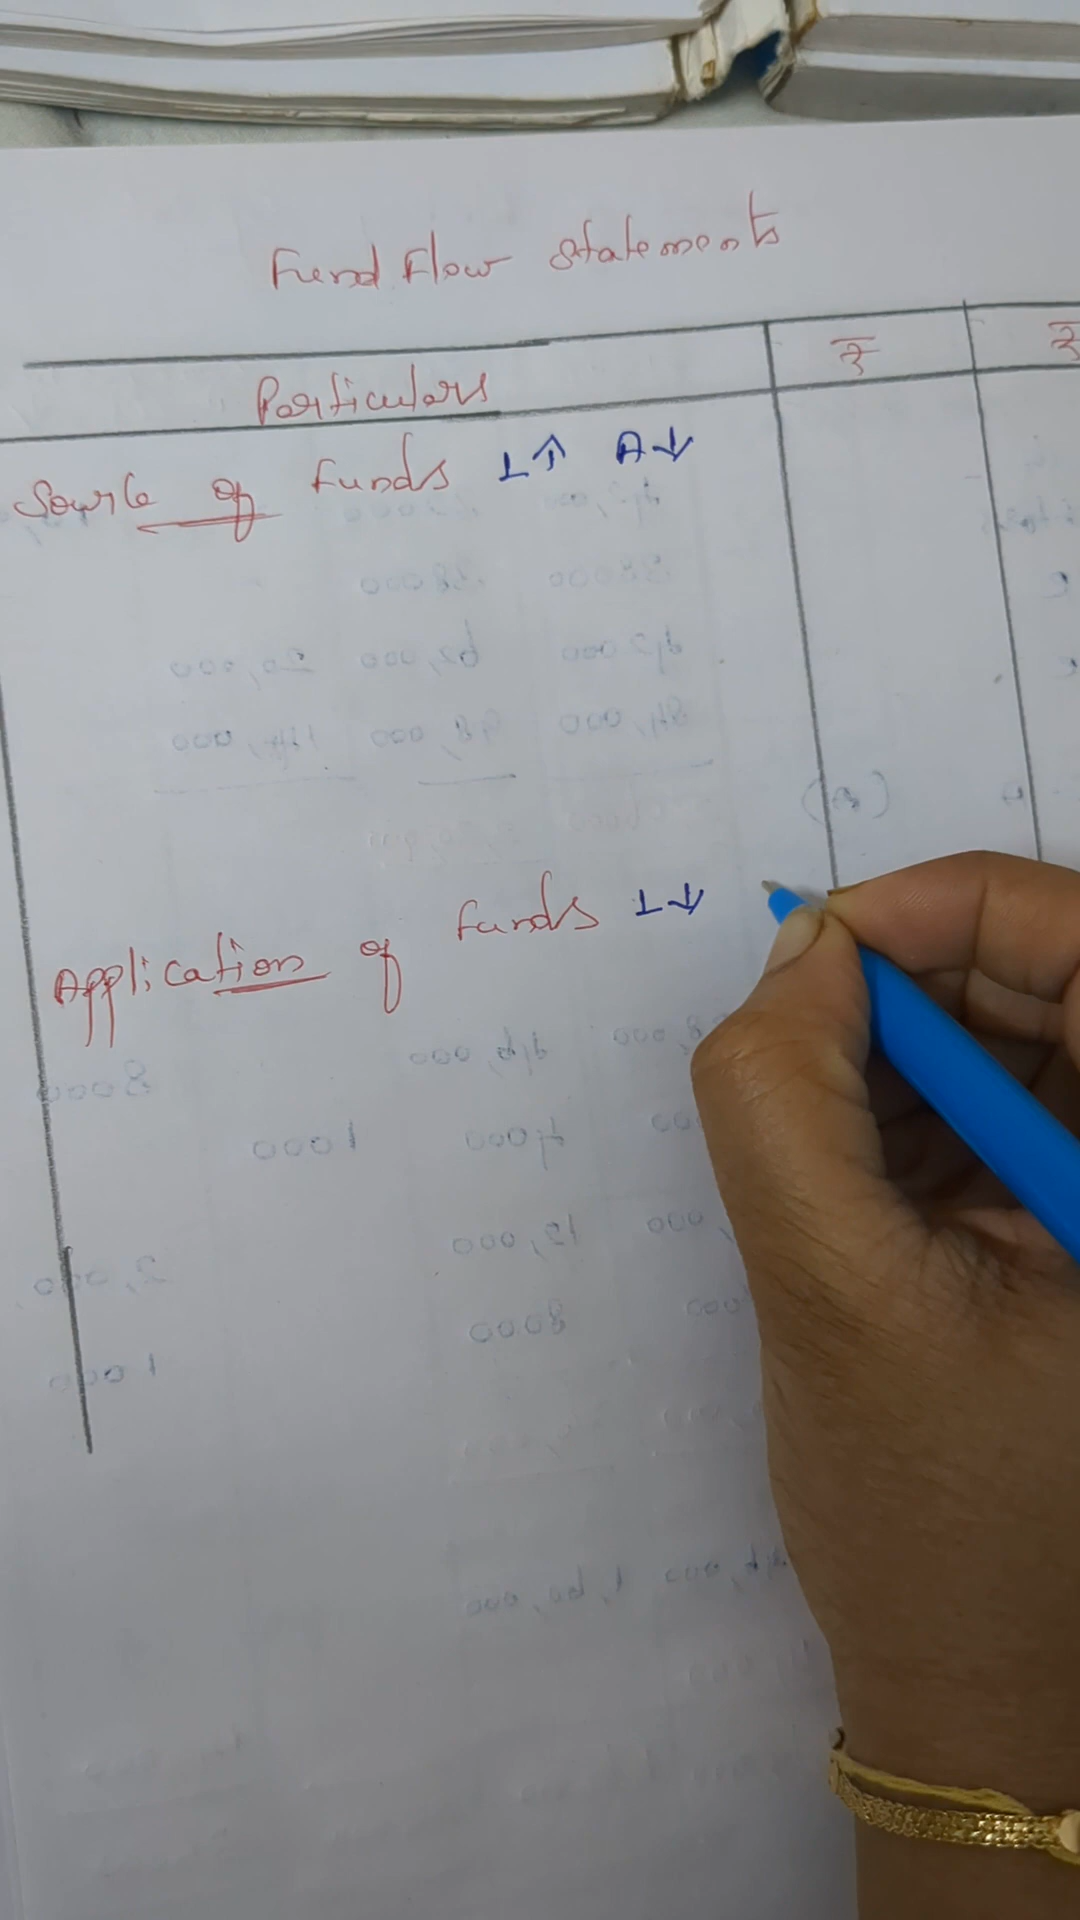 Fund Flow Statements
Particulars ₹ ₹
Source of Funds L↑ A↓
Application of Funds L↓